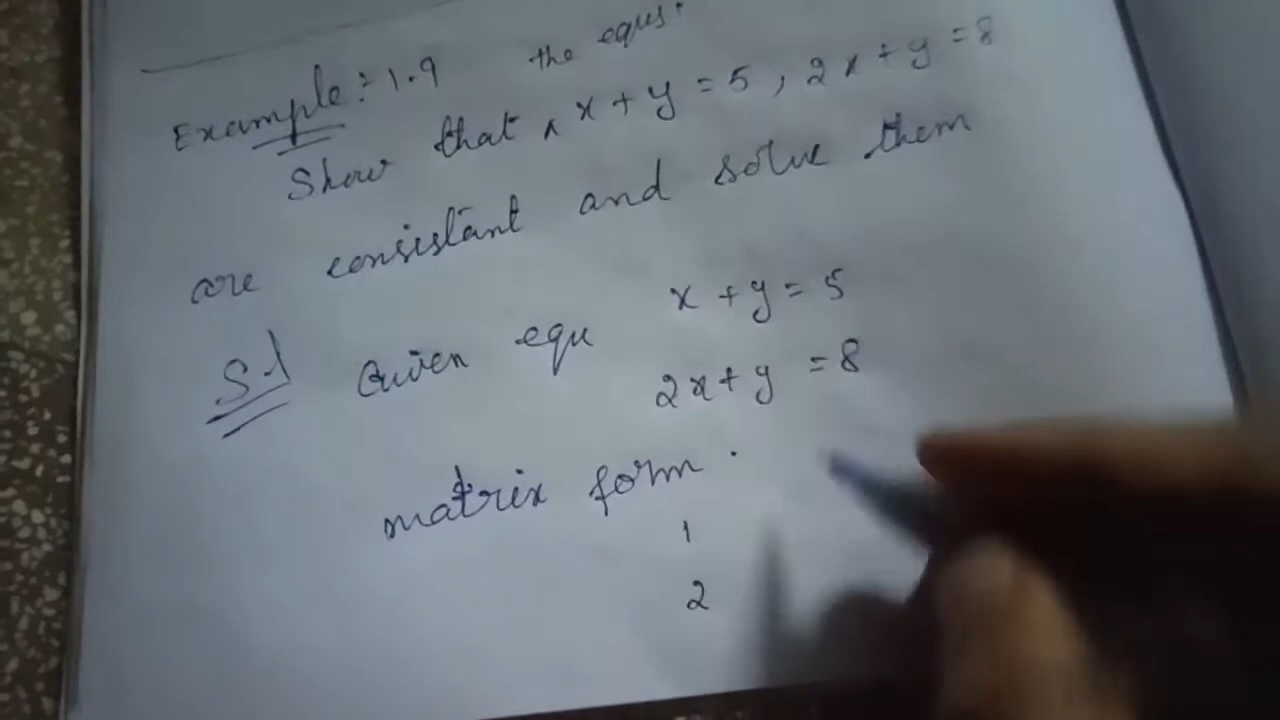 Example :- 1.9
Show that ∧ the equs. x + y = 5 , 2x + y = 8
are consistant and solve them
Sol Given equ x + y = 5
2x + y = 8
matrix form .
1
2